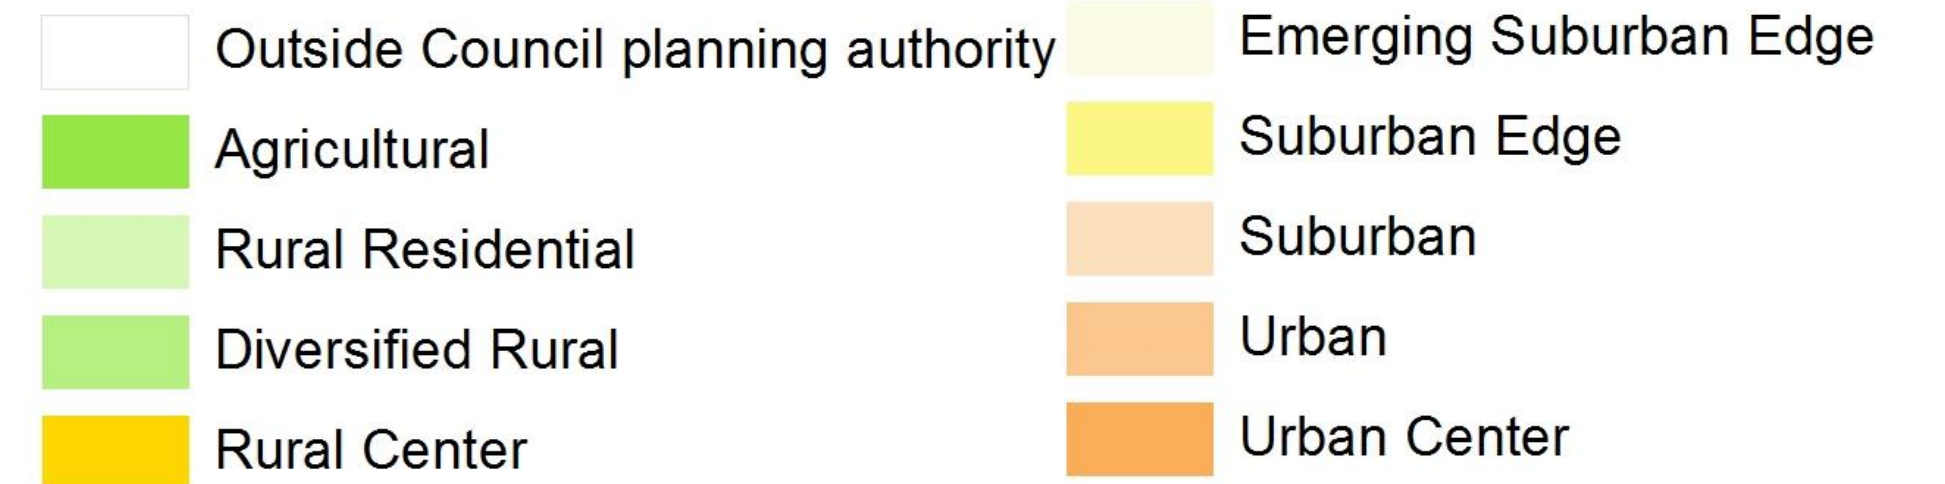 Outside Council planning authority
Agricultural
Rural Residential
Diversified Rural
Rural Center
Emerging Suburban Edge
Suburban Edge
Suburban
Urban
Urban Center